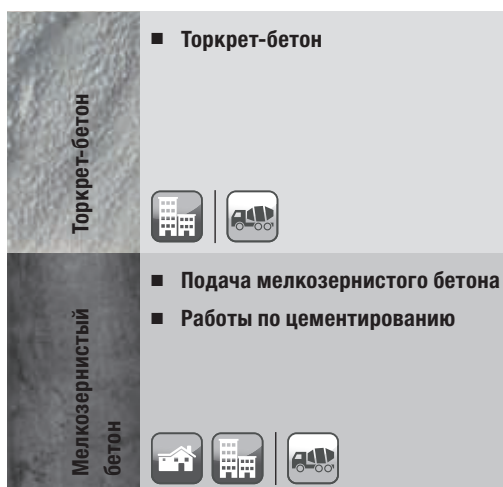 Торкрет-бетон
■ Торкрет-бетон
Мелкозернистый
бетон
■ Подача мелкозернистого бетона
■ Работы по цементированию